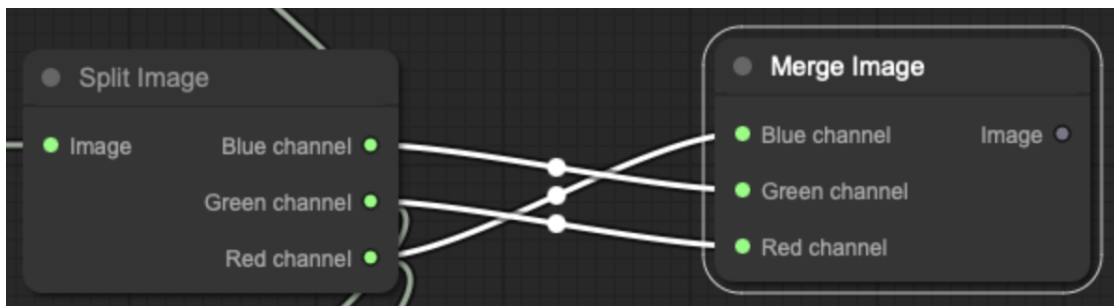 Split Image
Image
Blue channel
Green channel
Red channel
Merge Image
Blue channel
Image
Green channel
Red channel